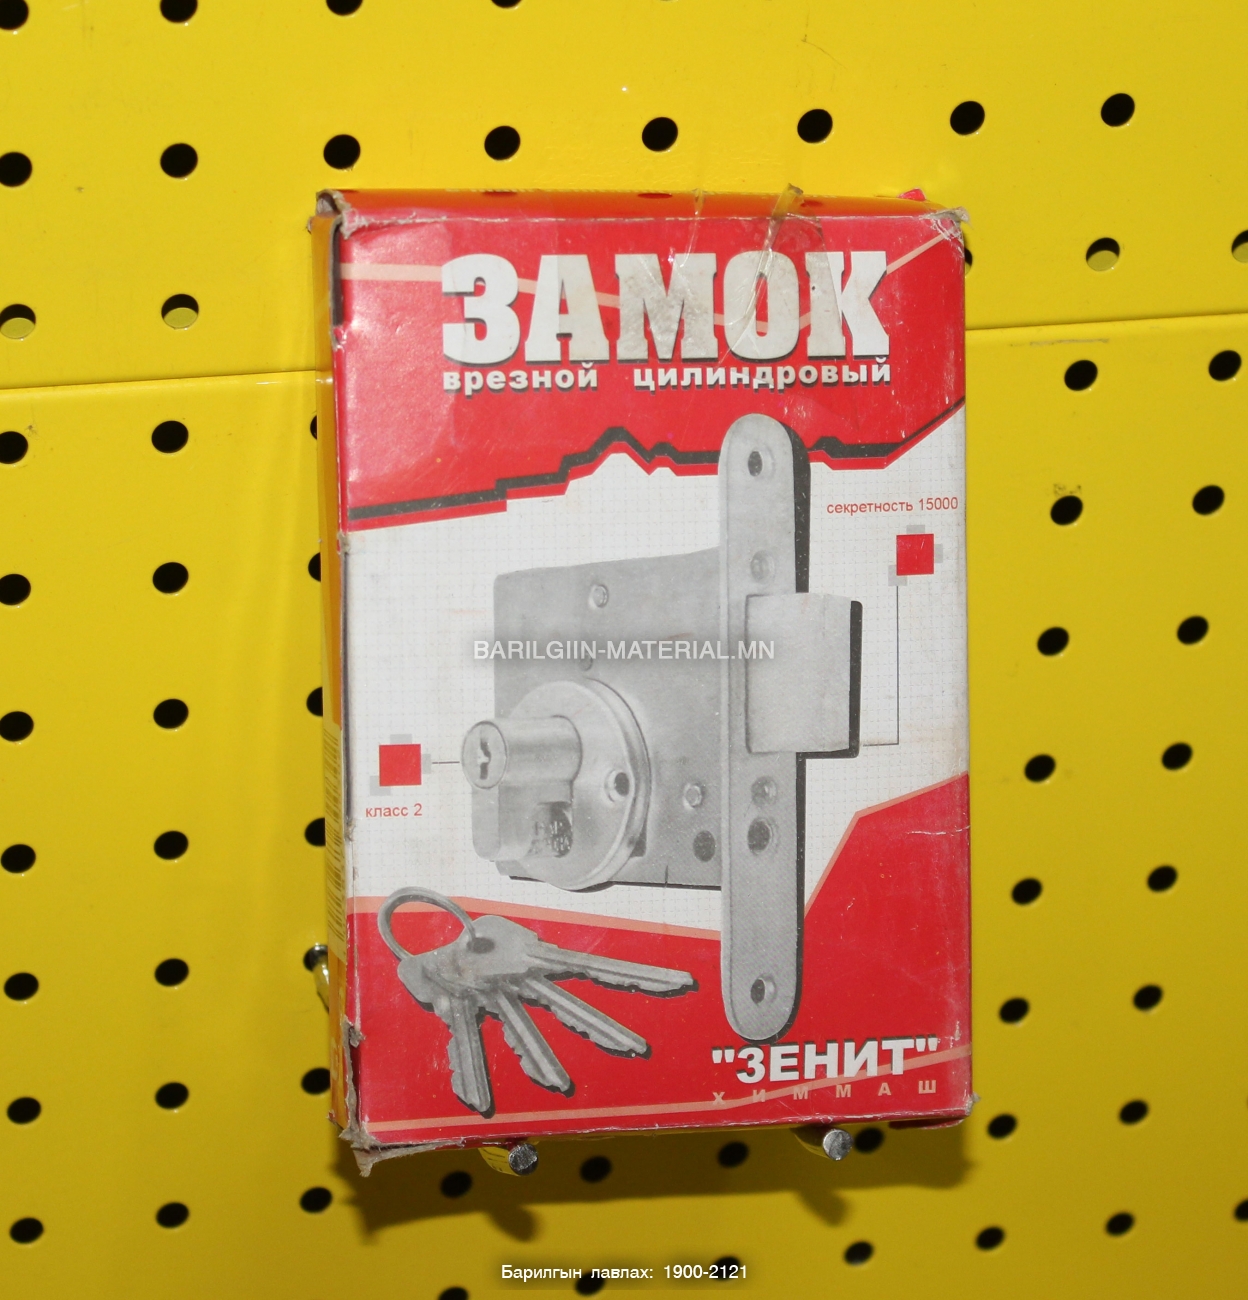 ЗАМОК
врезной цилиндровый
секретность 15000
BARILGIIN-MATERIAL.MN
класс 2
"ЗЕНИТ"
ХИММАШ
Барилгын лавлах: 1900-2121